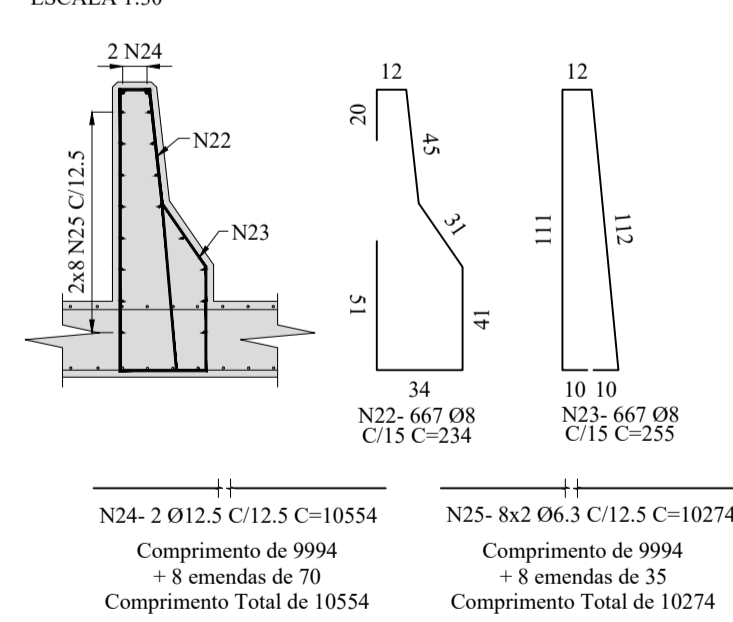 ESCALA 1:50
2 N24
N22
N23
2x8 N25 C/12.5
12
20
45
31
51
41
34
N22- 667 Ø8
C/15 C=234
12
111
112
10 10
N23- 667 Ø8
C/15 C=255
N24- 2 Ø12.5 C/12.5 C=10554
Comprimento de 9994
+ 8 emendas de 70
Comprimento Total de 10554
N25- 8x2 Ø6.3 C/12.5 C=10274
Comprimento de 9994
+ 8 emendas de 35
Comprimento Total de 10274